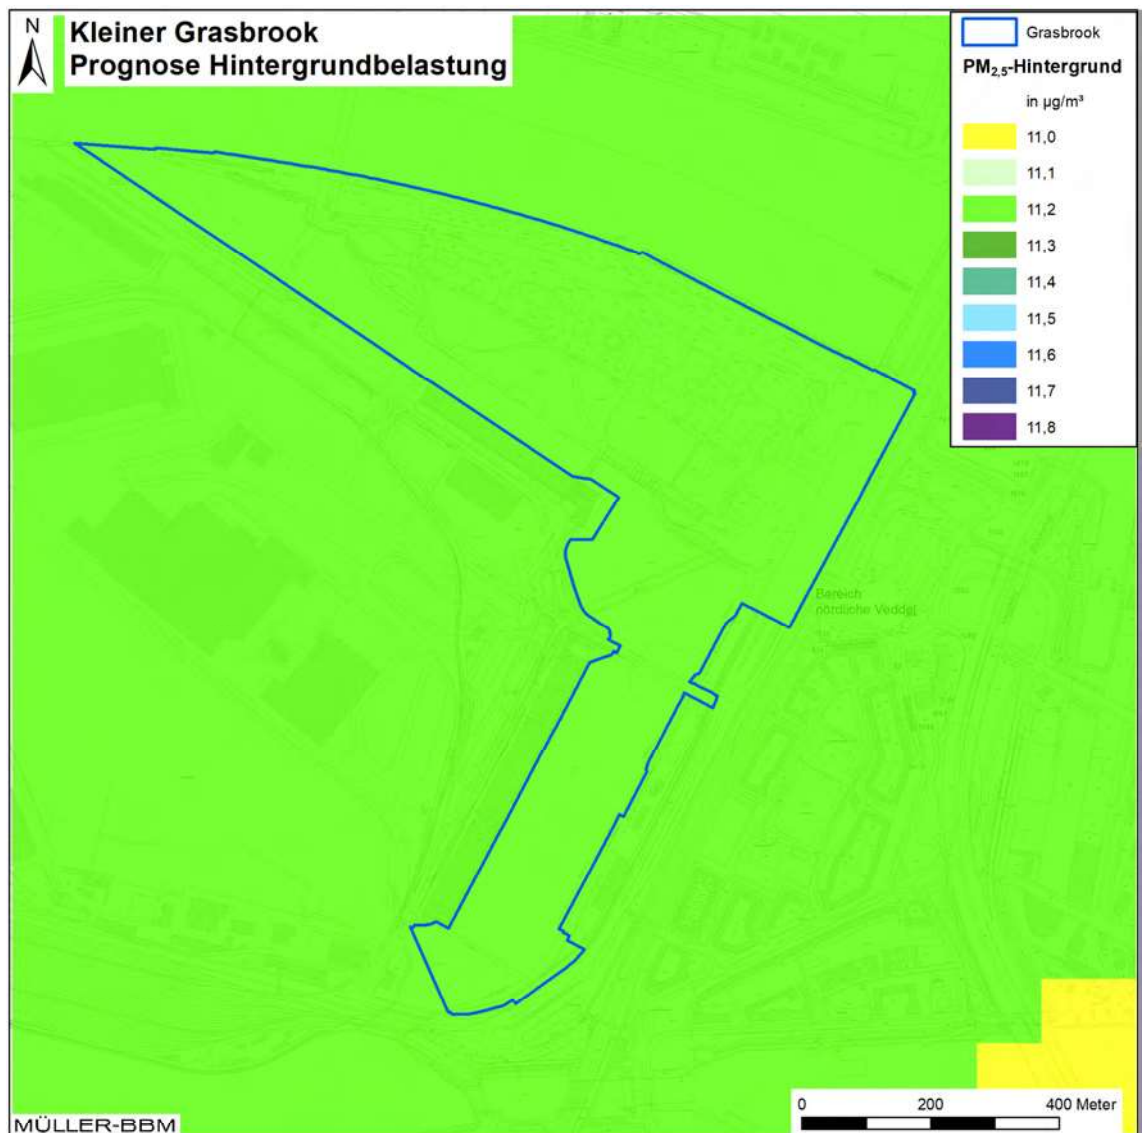 N
Kleiner Grasbrook
Prognose Hintergrundbelastung
Grasbrook
PM2,5-Hintergrund
in µg/m³
11,0
11,1
11,2
11,3
11,4
11,5
11,6
11,7
11,8
Bereich
nördliche Veddel
0 200 400 Meter
MÜLLER-BBM